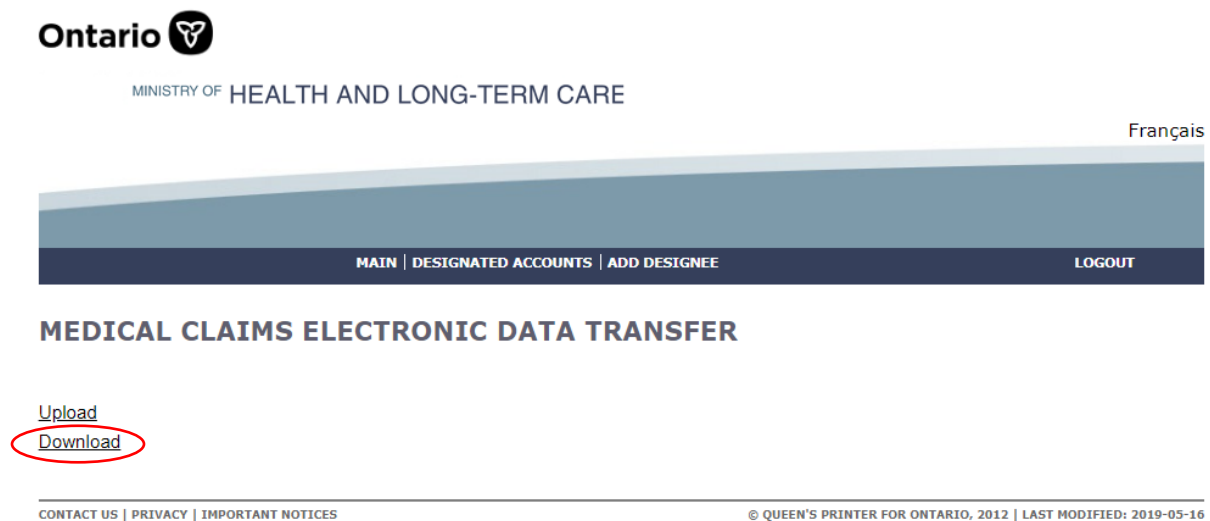 Ontario
MINISTRY OF HEALTH AND LONG-TERM CARE
Français
MAIN | DESIGNATED ACCOUNTS | ADD DESIGNEE LOGOUT
MEDICAL CLAIMS ELECTRONIC DATA TRANSFER
Upload
Download
CONTACT US | PRIVACY | IMPORTANT NOTICES © QUEEN'S PRINTER FOR ONTARIO, 2012 | LAST MODIFIED: 2019-05-16